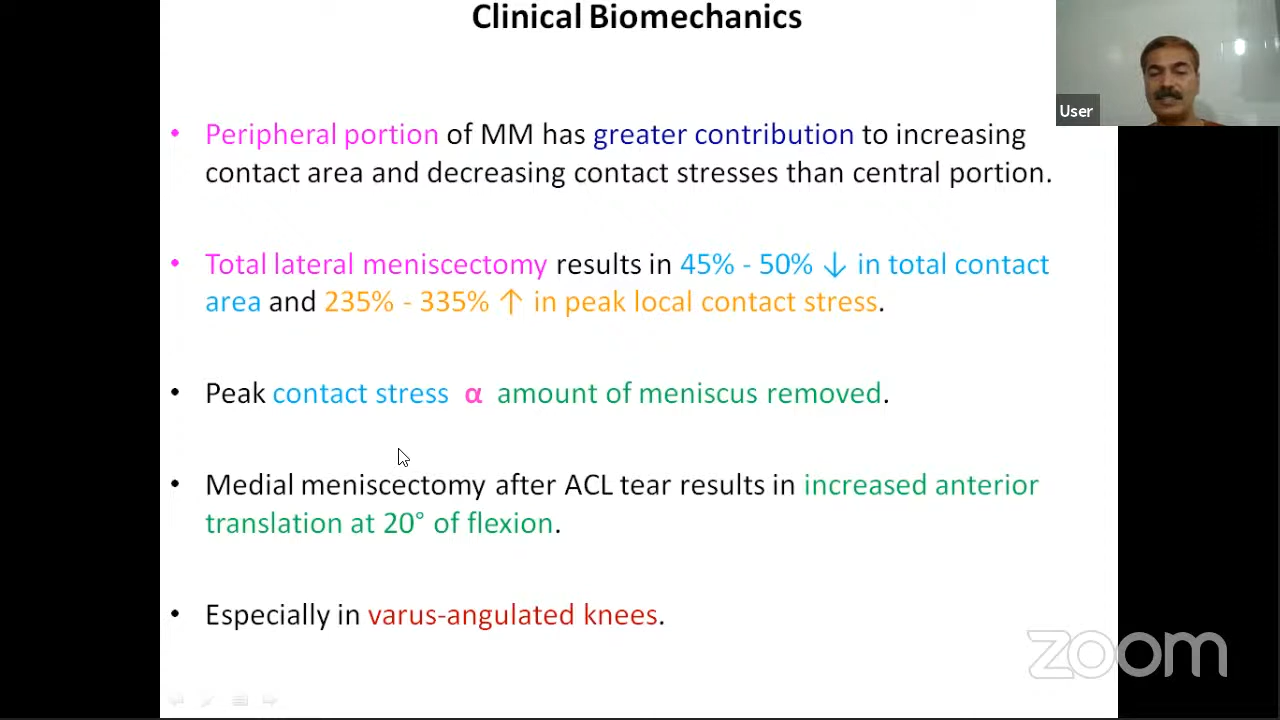 Clinical Biomechanics
User
• Peripheral portion of MM has greater contribution to increasing
contact area and decreasing contact stresses than central portion.
• Total lateral meniscectomy results in 45% - 50% ↓ in total contact
area and 235% - 335% ↑ in peak local contact stress.
• Peak contact stress α amount of meniscus removed.
• Medial meniscectomy after ACL tear results in increased anterior
translation at 20° of flexion.
• Especially in varus-angulated knees.
zoom